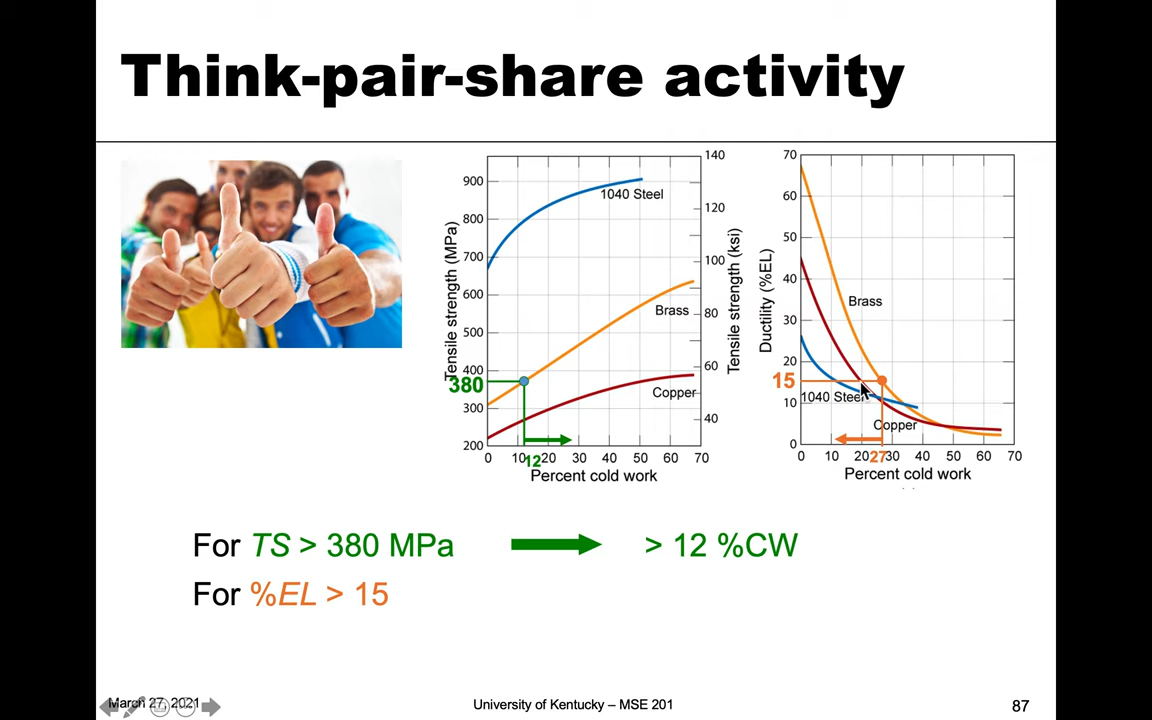 Think-pair-share activity
Tensile strength (MPa)
900
800
700
600
500
400
380
300
200
1040 Steel
Brass
Copper
140
120
100
80
60
40
Tensile strength (ksi)
0 10 12 20 30 40 50 60 70
Percent cold work
Ductility (%EL)
70
60
50
40
30
20
15
10
0
Brass
1040 Steel
Copper
0 10 20 27 30 40 50 60 70
Percent cold work
For TS > 380 MPa > 12 %CW
For %EL > 15
March 27, 2021 University of Kentucky – MSE 201 87